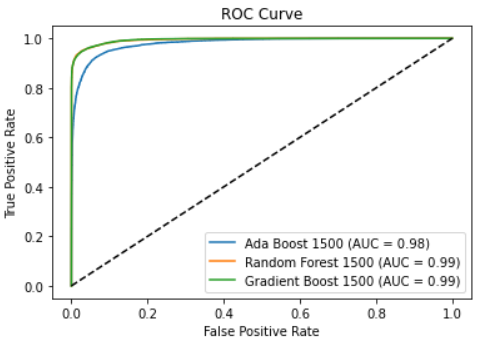 ROC Curve
True Positive Rate
1.0
0.8
0.6
0.4
0.2
0.0
Ada Boost 1500 (AUC = 0.98)
Random Forest 1500 (AUC = 0.99)
Gradient Boost 1500 (AUC = 0.99)
0.0 0.2 0.4 0.6 0.8 1.0
False Positive Rate